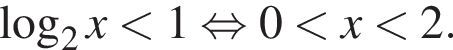 log₂ x < 1 ⇔ 0 < x < 2.